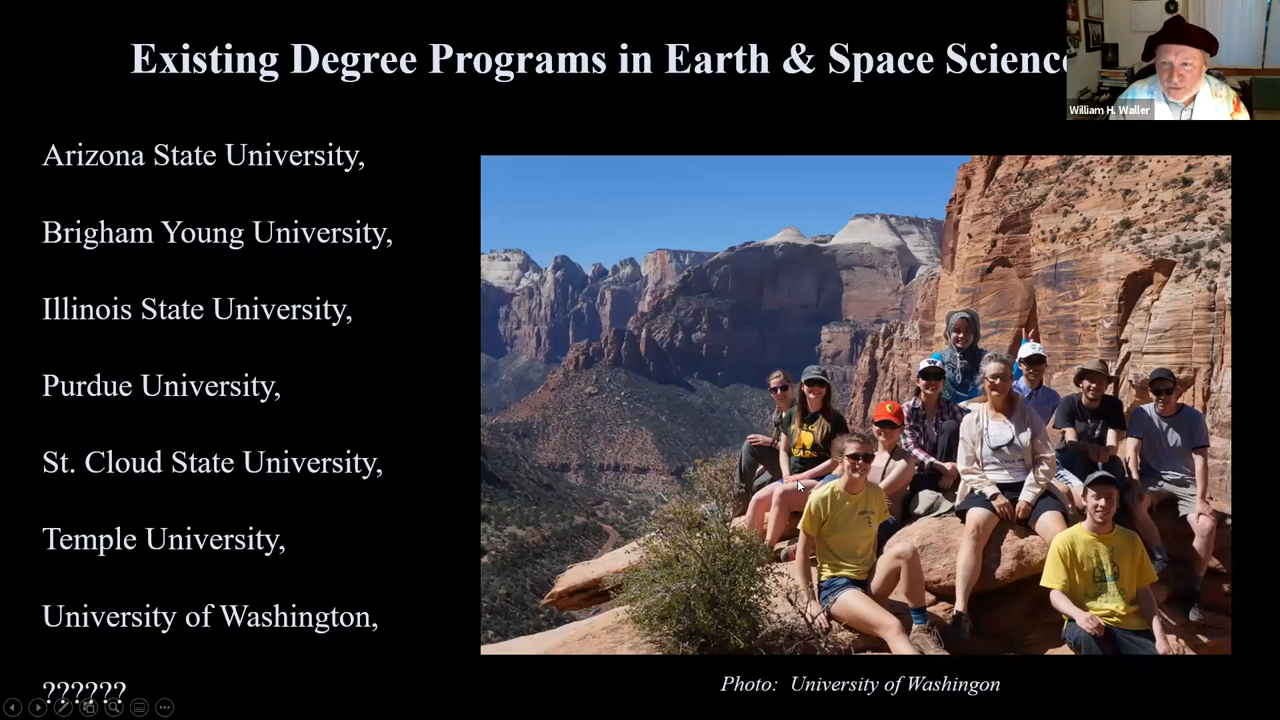 Existing Degree Programs in Earth & Space Science
William H. Waller
Arizona State University,
Brigham Young University,
Illinois State University,
Purdue University,
St. Cloud State University,
Temple University,
University of Washington,
??????
Photo: University of Washingon